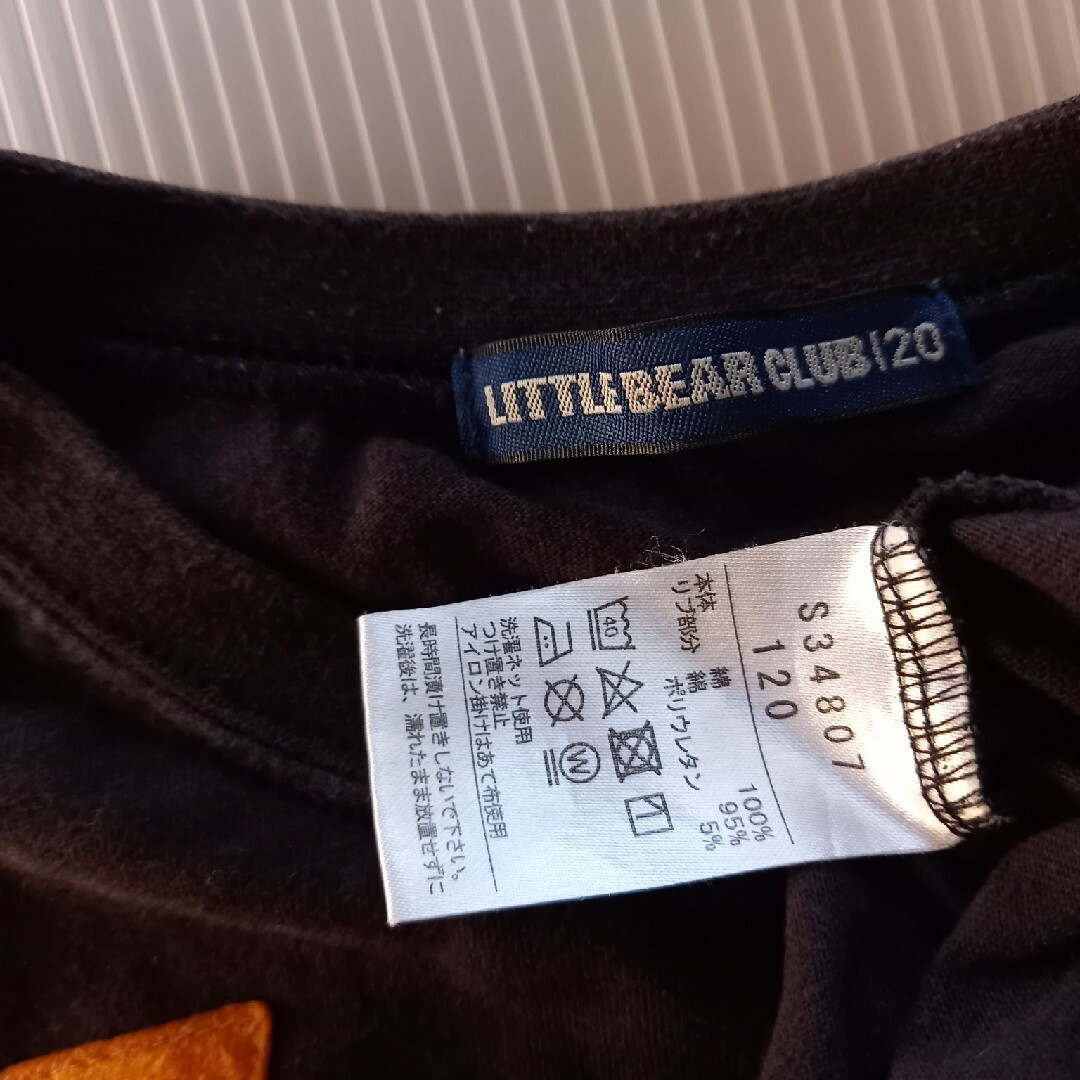 LITTLE BEAR CLUB 120
S34807
120
本体 綿 100%
リブ部分 綿 95%
ポリウレタン 5%
40
W
洗濯ネット使用
つけ置き禁止
アイロン掛けはあて布使用
長時間漬け置きしないで下さい。
洗濯後は、濡れたまま放置せずに